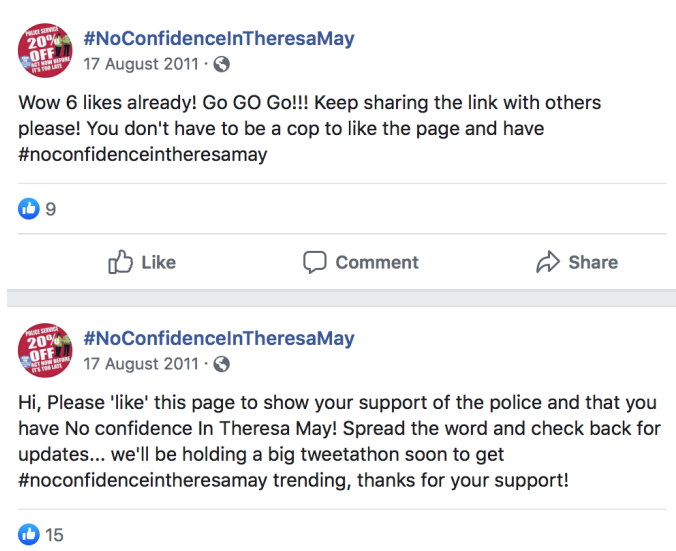 POLICE SERVICE
20%
OFF
ACT NOW BEFORE
IT'S TOO LATE
#NoConfidenceInTheresaMay
17 August 2011 ·
Wow 6 likes already! Go GO Go!!! Keep sharing the link with others
please! You don't have to be a cop to like the page and have
#noconfidenceintheresamay
9
Like Comment Share
POLICE SERVICE
20%
OFF
ACT NOW BEFORE
IT'S TOO LATE
#NoConfidenceInTheresaMay
17 August 2011 ·
Hi, Please 'like' this page to show your support of the police and that you
have No confidence In Theresa May! Spread the word and check back for
updates... we'll be holding a big tweetathon soon to get
#noconfidenceintheresamay trending, thanks for your support!
15